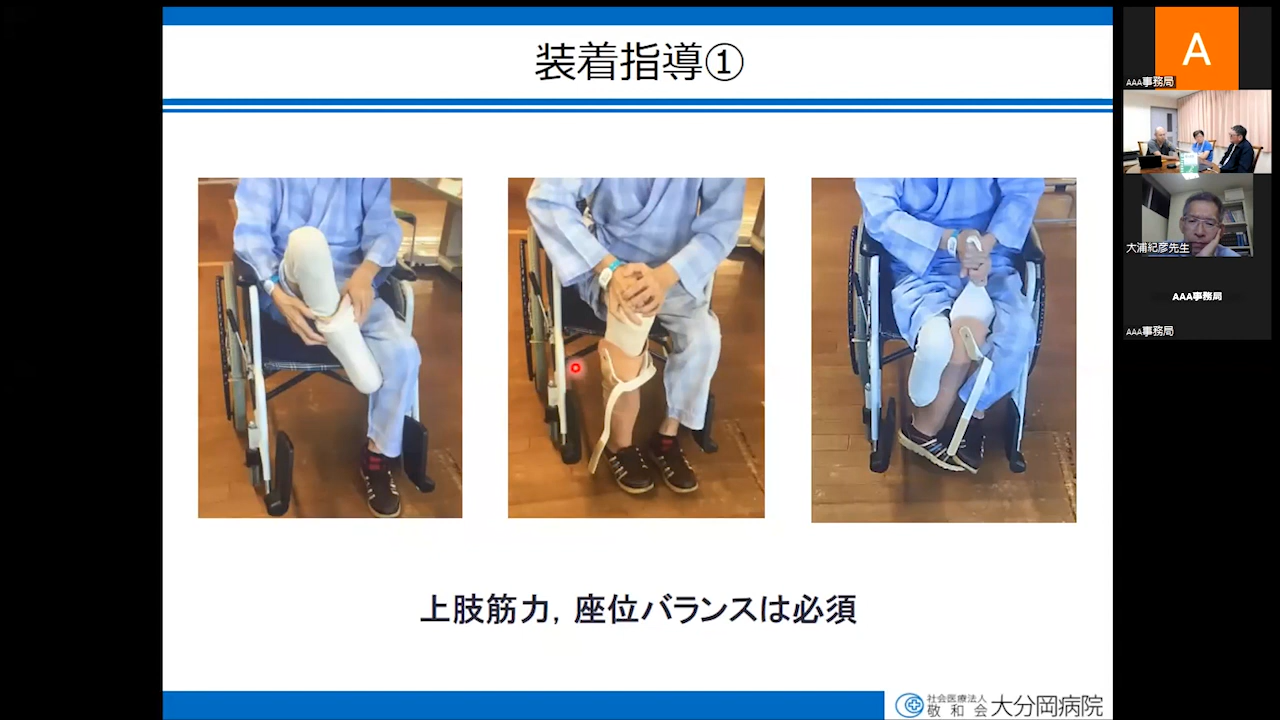 装着指導①
上肢筋力，座位バランスは必須
社会医療法人
敬和会
大分岡病院
A
AAA事務局
大浦紀彦先生
AAA事務局
AAA事務局